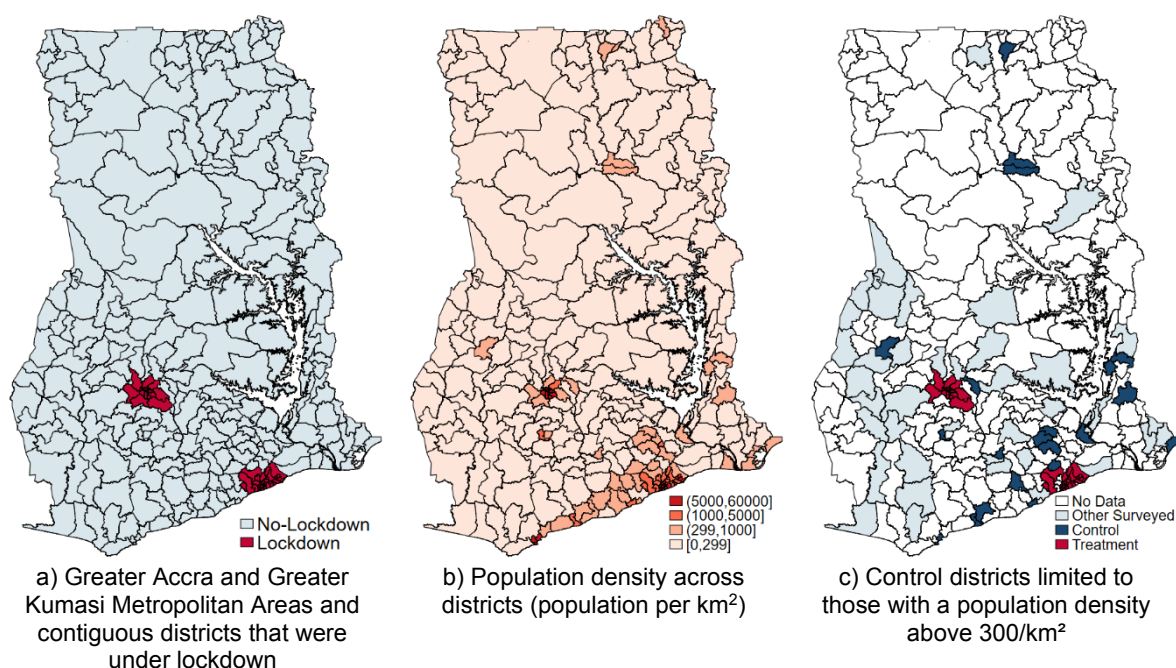 No-Lockdown
Lockdown
a) Greater Accra and Greater
Kumasi Metropolitan Areas and
contiguous districts that were
under lockdown
(5000,60000]
(1000,5000]
(299,1000]
[0,299]
b) Population density across
districts (population per km²)
No Data
Other Surveyed
Control
Treatment
c) Control districts limited to
those with a population density
above 300/km²